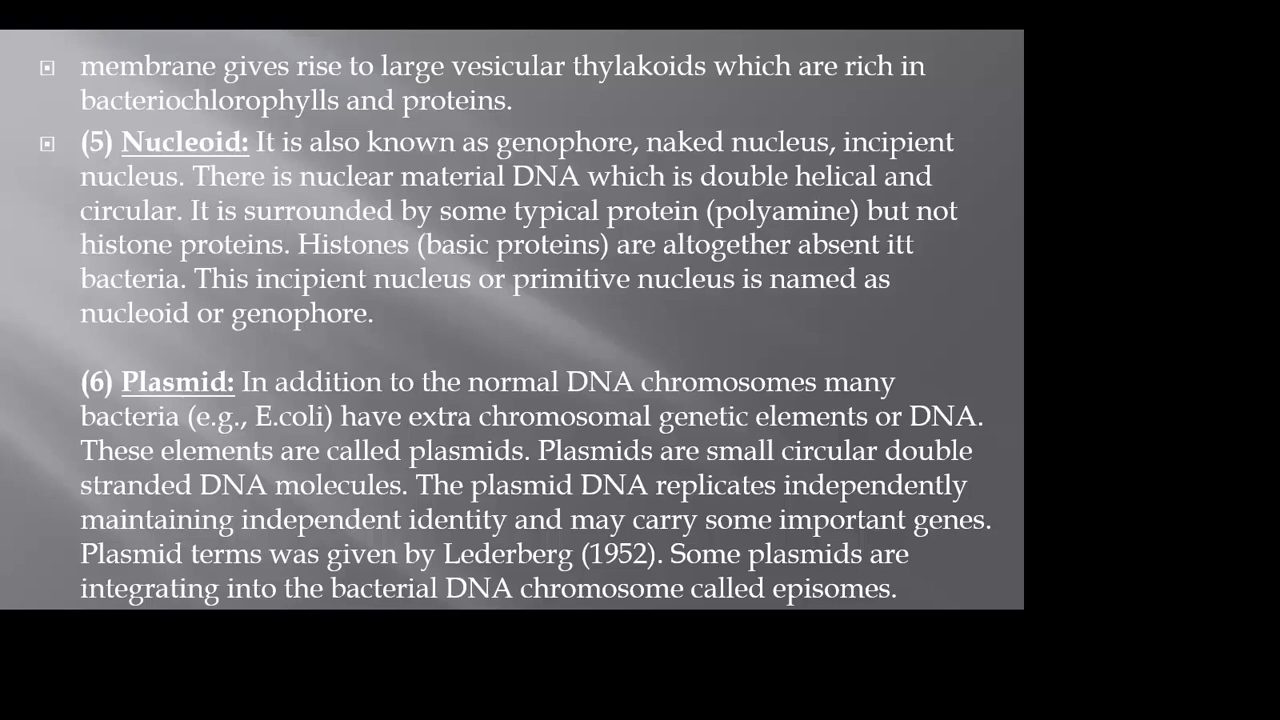 membrane gives rise to large vesicular thylakoids which are rich in
bacteriochlorophylls and proteins.
(5) Nucleoid: It is also known as genophore, naked nucleus, incipient
nucleus. There is nuclear material DNA which is double helical and
circular. It is surrounded by some typical protein (polyamine) but not
histone proteins. Histones (basic proteins) are altogether absent itt
bacteria. This incipient nucleus or primitive nucleus is named as
nucleoid or genophore.
(6) Plasmid: In addition to the normal DNA chromosomes many
bacteria (e.g., E.coli) have extra chromosomal genetic elements or DNA.
These elements are called plasmids. Plasmids are small circular double
stranded DNA molecules. The plasmid DNA replicates independently
maintaining independent identity and may carry some important genes.
Plasmid terms was given by Lederberg (1952). Some plasmids are
integrating into the bacterial DNA chromosome called episomes.